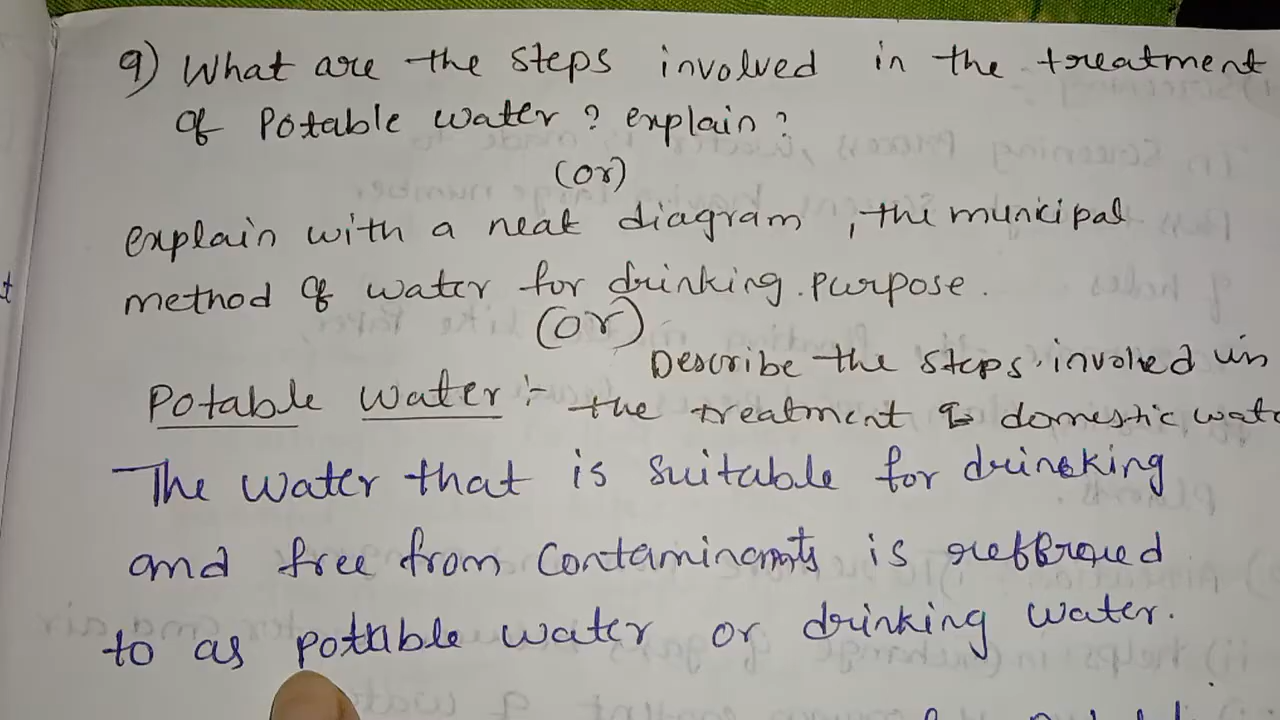 9) What are the steps involved in the treatment
of Potable water ? explain ?
(or)
explain with a neat diagram , the municipal
method of water for drinking purpose.
(or)
Describe the steps involved in
Potable Water :- the treatment of domestic wat
The water that is suitable for drinking
and free from contaminants is reffrered
to as potable water or drinking water.